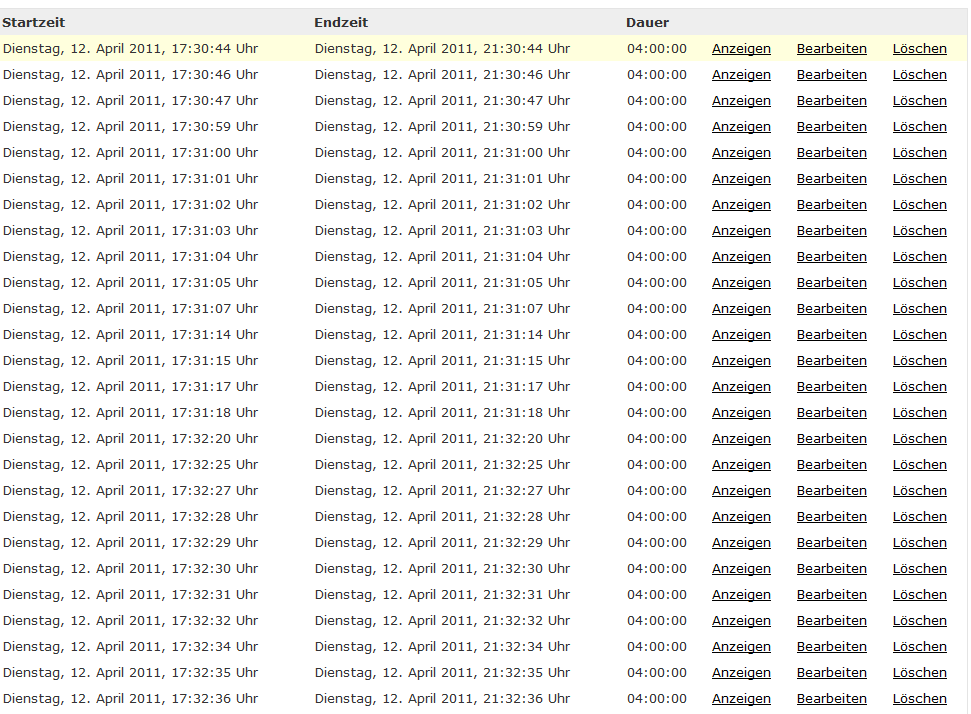 Startzeit Endzeit Dauer
Dienstag, 12. April 2011, 17:30:44 Uhr Dienstag, 12. April 2011, 21:30:44 Uhr 04:00:00 Anzeigen Bearbeiten Löschen
Dienstag, 12. April 2011, 17:30:46 Uhr Dienstag, 12. April 2011, 21:30:46 Uhr 04:00:00 Anzeigen Bearbeiten Löschen
Dienstag, 12. April 2011, 17:30:47 Uhr Dienstag, 12. April 2011, 21:30:47 Uhr 04:00:00 Anzeigen Bearbeiten Löschen
Dienstag, 12. April 2011, 17:30:59 Uhr Dienstag, 12. April 2011, 21:30:59 Uhr 04:00:00 Anzeigen Bearbeiten Löschen
Dienstag, 12. April 2011, 17:31:00 Uhr Dienstag, 12. April 2011, 21:31:00 Uhr 04:00:00 Anzeigen Bearbeiten Löschen
Dienstag, 12. April 2011, 17:31:01 Uhr Dienstag, 12. April 2011, 21:31:01 Uhr 04:00:00 Anzeigen Bearbeiten Löschen
Dienstag, 12. April 2011, 17:31:02 Uhr Dienstag, 12. April 2011, 21:31:02 Uhr 04:00:00 Anzeigen Bearbeiten Löschen
Dienstag, 12. April 2011, 17:31:03 Uhr Dienstag, 12. April 2011, 21:31:03 Uhr 04:00:00 Anzeigen Bearbeiten Löschen
Dienstag, 12. April 2011, 17:31:04 Uhr Dienstag, 12. April 2011, 21:31:04 Uhr 04:00:00 Anzeigen Bearbeiten Löschen
Dienstag, 12. April 2011, 17:31:05 Uhr Dienstag, 12. April 2011, 21:31:05 Uhr 04:00:00 Anzeigen Bearbeiten Löschen
Dienstag, 12. April 2011, 17:31:07 Uhr Dienstag, 12. April 2011, 21:31:07 Uhr 04:00:00 Anzeigen Bearbeiten Löschen
Dienstag, 12. April 2011, 17:31:14 Uhr Dienstag, 12. April 2011, 21:31:14 Uhr 04:00:00 Anzeigen Bearbeiten Löschen
Dienstag, 12. April 2011, 17:31:15 Uhr Dienstag, 12. April 2011, 21:31:15 Uhr 04:00:00 Anzeigen Bearbeiten Löschen
Dienstag, 12. April 2011, 17:31:17 Uhr Dienstag, 12. April 2011, 21:31:17 Uhr 04:00:00 Anzeigen Bearbeiten Löschen
Dienstag, 12. April 2011, 17:31:18 Uhr Dienstag, 12. April 2011, 21:31:18 Uhr 04:00:00 Anzeigen Bearbeiten Löschen
Dienstag, 12. April 2011, 17:32:20 Uhr Dienstag, 12. April 2011, 21:32:20 Uhr 04:00:00 Anzeigen Bearbeiten Löschen
Dienstag, 12. April 2011, 17:32:25 Uhr Dienstag, 12. April 2011, 21:32:25 Uhr 04:00:00 Anzeigen Bearbeiten Löschen
Dienstag, 12. April 2011, 17:32:27 Uhr Dienstag, 12. April 2011, 21:32:27 Uhr 04:00:00 Anzeigen Bearbeiten Löschen
Dienstag, 12. April 2011, 17:32:28 Uhr Dienstag, 12. April 2011, 21:32:28 Uhr 04:00:00 Anzeigen Bearbeiten Löschen
Dienstag, 12. April 2011, 17:32:29 Uhr Dienstag, 12. April 2011, 21:32:29 Uhr 04:00:00 Anzeigen Bearbeiten Löschen
Dienstag, 12. April 2011, 17:32:30 Uhr Dienstag, 12. April 2011, 21:32:30 Uhr 04:00:00 Anzeigen Bearbeiten Löschen
Dienstag, 12. April 2011, 17:32:31 Uhr Dienstag, 12. April 2011, 21:32:31 Uhr 04:00:00 Anzeigen Bearbeiten Löschen
Dienstag, 12. April 2011, 17:32:32 Uhr Dienstag, 12. April 2011, 21:32:32 Uhr 04:00:00 Anzeigen Bearbeiten Löschen
Dienstag, 12. April 2011, 17:32:34 Uhr Dienstag, 12. April 2011, 21:32:34 Uhr 04:00:00 Anzeigen Bearbeiten Löschen
Dienstag, 12. April 2011, 17:32:35 Uhr Dienstag, 12. April 2011, 21:32:35 Uhr 04:00:00 Anzeigen Bearbeiten Löschen
Dienstag, 12. April 2011, 17:32:36 Uhr Dienstag, 12. April 2011, 21:32:36 Uhr 04:00:00 Anzeigen Bearbeiten Löschen